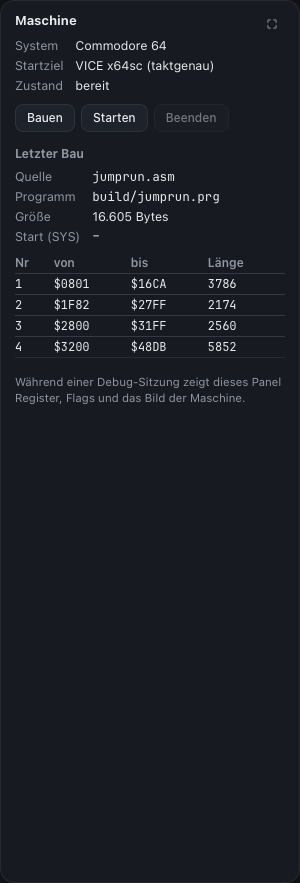 Maschine
System Commodore 64
Startziel VICE x64sc (taktgenau)
Zustand bereit
Bauen Starten Beenden
Letzter Bau
Quelle jumprun.asm
Programm build/jumprun.prg
Größe 16.605 Bytes
Start (SYS) –
Nr von bis Länge
1 $0801 $16CA 3786
2 $1F82 $27FF 2174
3 $2800 $31FF 2560
4 $3200 $48DB 5852
Während einer Debug-Sitzung zeigt dieses Panel
Register, Flags und das Bild der Maschine.